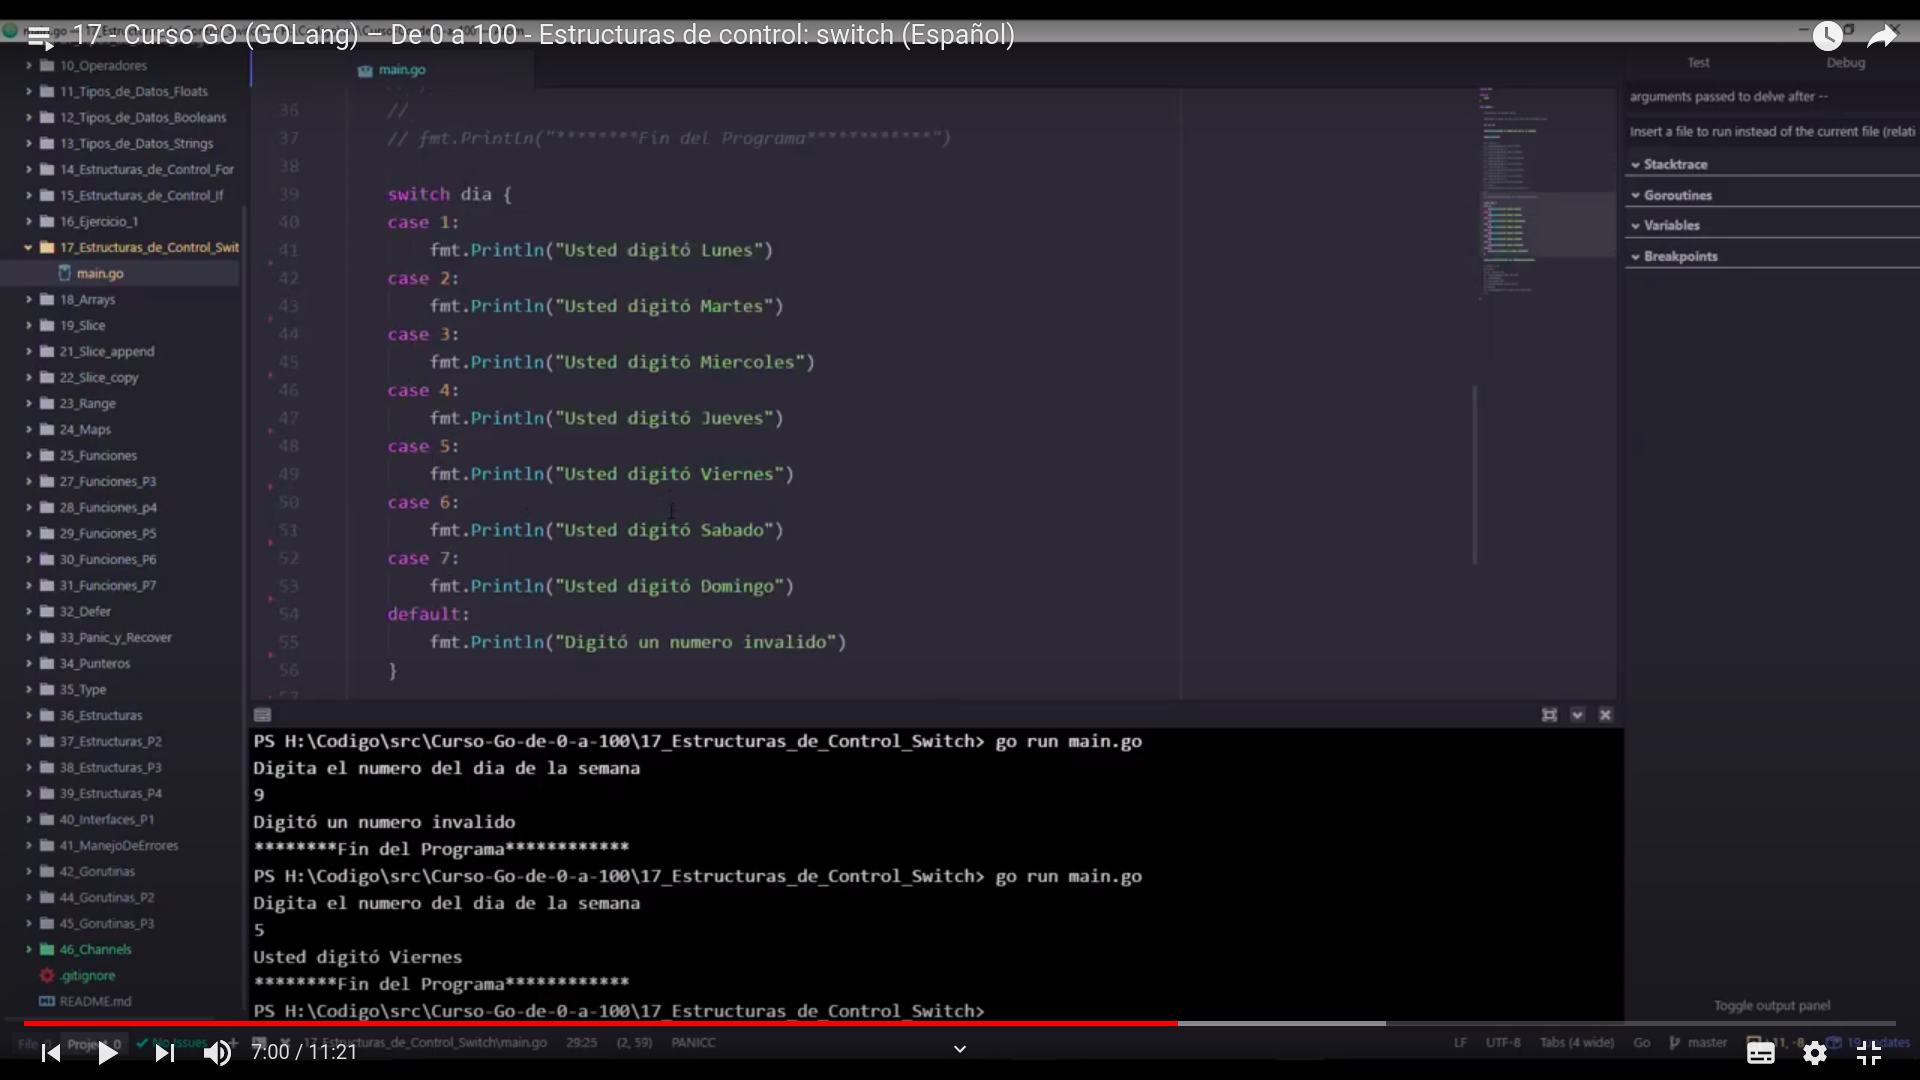 17 - Curso GO (GOLang) – De 0 a 100 - Estructuras de control: switch (Español)
10_Operadores
11_Tipos_de_Datos_Floats
12_Tipos_de_Datos_Booleans
13_Tipos_de_Datos_Strings
14_Estructuras_de_Control_For
15_Estructuras_de_Control_If
16_Ejercicio_1
17_Estructuras_de_Control_Swit
main.go
18_Arrays
19_Slice
21_Slice_append
22_Slice_copy
23_Range
24_Maps
25_Funciones
27_Funciones_P3
28_Funciones_p4
29_Funciones_P5
30_Funciones_P6
31_Funciones_P7
32_Defer
33_Panic_y_Recover
34_Punteros
35_Type
36_Estructuras
37_Estructuras_P2
38_Estructuras_P3
39_Estructuras_P4
40_Interfaces_P1
41_ManejoDeErrores
42_Gorutinas
44_Gorutinas_P2
45_Gorutinas_P3
46_Channels
.gitignore
README.md
main.go
36 //
37 // fmt.Println("********Fin del Programa************")
38
39 switch dia {
40 case 1:
41 fmt.Println("Usted digitó Lunes")
42 case 2:
43 fmt.Println("Usted digitó Martes")
44 case 3:
45 fmt.Println("Usted digitó Miercoles")
46 case 4:
47 fmt.Println("Usted digitó Jueves")
48 case 5:
49 fmt.Println("Usted digitó Viernes")
50 case 6:
51 fmt.Println("Usted digitó Sabado")
52 case 7:
53 fmt.Println("Usted digitó Domingo")
54 default:
55 fmt.Println("Digitó un numero invalido")
56 }
57
Test Debug
arguments passed to delve after --
Insert a file to run instead of the current file (relati
Stacktrace
Goroutines
Variables
Breakpoints
Toggle output panel
PS H:\Codigo\src\Curso-Go-de-0-a-100\17_Estructuras_de_Control_Switch> go run main.go
Digita el numero del dia de la semana
9
Digitó un numero invalido
********Fin del Programa************
PS H:\Codigo\src\Curso-Go-de-0-a-100\17_Estructuras_de_Control_Switch> go run main.go
Digita el numero del dia de la semana
5
Usted digitó Viernes
********Fin del Programa************
PS H:\Codigo\src\Curso-Go-de-0-a-100\17_Estructuras_de_Control_Switch>
File 0 Project 0 No Issues 17_Estructuras_de_Control_Switch\main.go 29:25 (2, 59) PANICC LF UTF-8 Tabs (4 wide) Go master +11, -8 19 updates
7:00 / 11:21